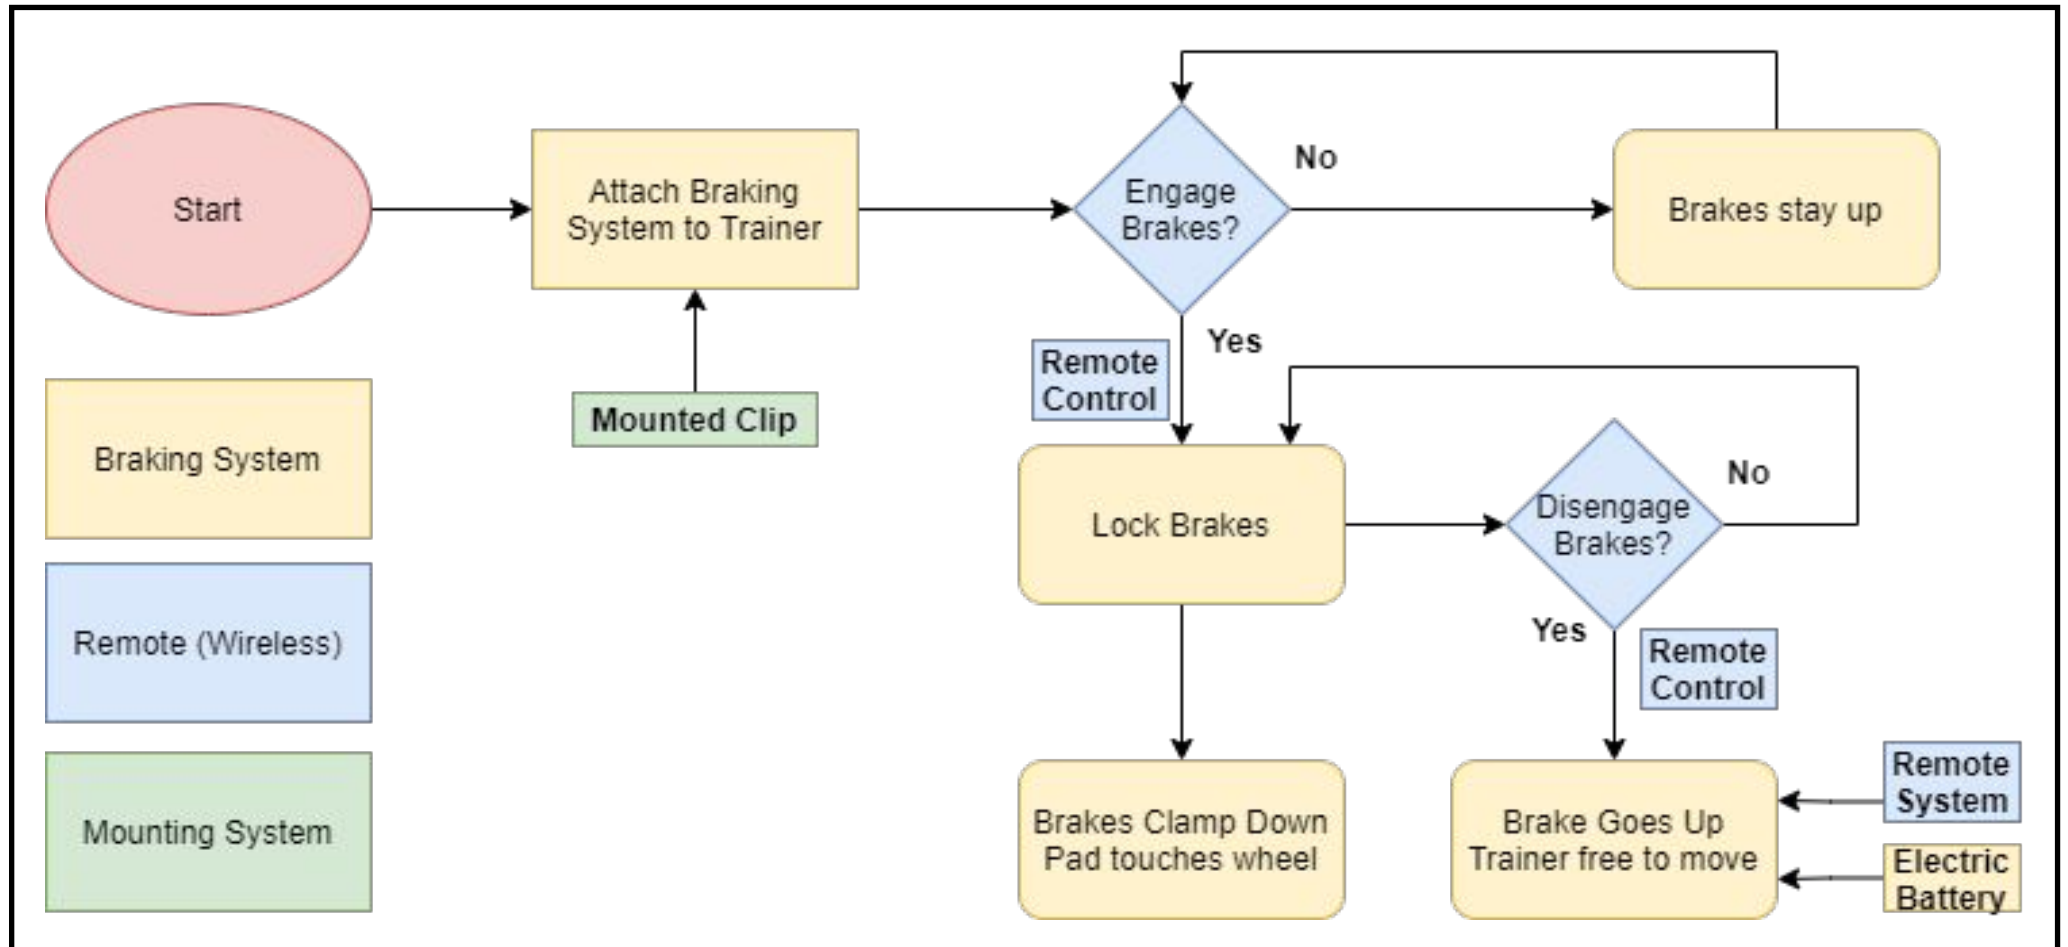 Start
Attach Braking
System to Trainer
Engage
Brakes?
No
Brakes stay up
Yes
Remote
Control
Mounted Clip
Braking System
Lock Brakes
Disengage
Brakes?
No
Yes
Remote
Control
Remote (Wireless)
Mounting System
Brakes Clamp Down
Pad touches wheel
Brake Goes Up
Trainer free to move
Remote
System
Electric
Battery